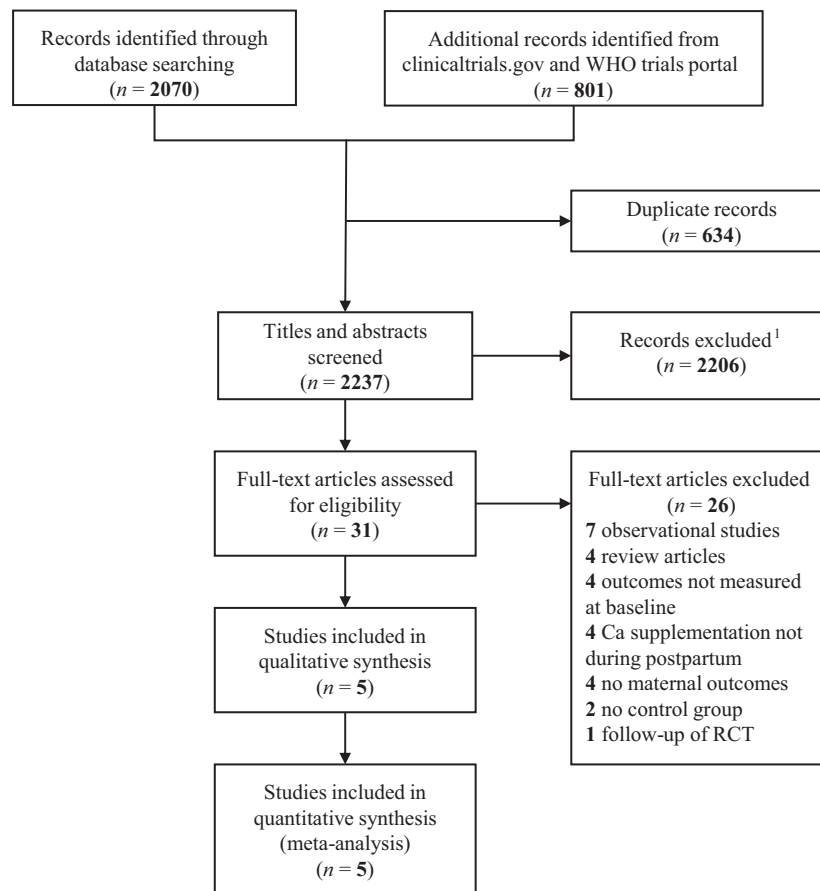 Records identified through
database searching
(n = 2070)
Additional records identified from
clinicaltrials.gov and WHO trials portal
(n = 801)
Duplicate records
(n = 634)
Titles and abstracts
screened
(n = 2237)
Records excluded1
(n = 2206)
Full-text articles assessed
for eligibility
(n = 31)
Full-text articles excluded
(n = 26)
7 observational studies
4 review articles
4 outcomes not measured
at baseline
4 Ca supplementation not
during postpartum
4 no maternal outcomes
2 no control group
1 follow-up of RCT
Studies included in
qualitative synthesis
(n = 5)
Studies included in
quantitative synthesis
(meta-analysis)
(n = 5)